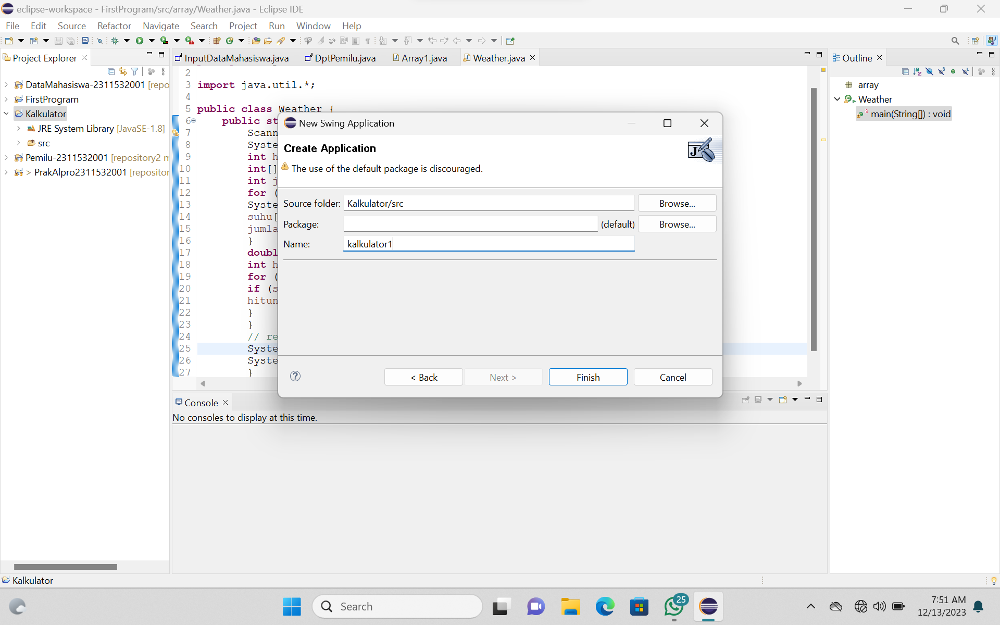 eclipse-workspace - FirstProgram/src/array/Weather.java - Eclipse IDE
File Edit Source Refactor Navigate Search Project Run Window Help
Project Explorer
DataMahasiswa-2311532001 [repo
FirstProgram
Kalkulator
JRE System Library [JavaSE-1.8]
src
Pemilu-2311532001 [repository2 m
> PrakAlpro2311532001 [repositor
InputDataMahasiswa.java DptPemilu.java Array1.java Weather.java
2
3 import java.util.*;
4
5 public class Weather {
6 public st
7 Scann
8 Syste
9 int h
10 int[]
11 int j
12 for (
13 Syste
14 suhu[
15 jumla
16 }
17 doubl
18 int h
19 for (
20 if (s
21 hitun
22 }
23 }
24 // re
25 Syste
26 Syste
27 }
New Swing Application
Create Application
The use of the default package is discouraged.
Source folder: Kalkulator/src Browse...
Package: (default) Browse...
Name: kalkulator1
< Back Next > Finish Cancel
Console
No consoles to display at this time.
Outline
array
Weather
main(String[]) : void
Kalkulator
Search
25
7:51 AM
12/13/2023